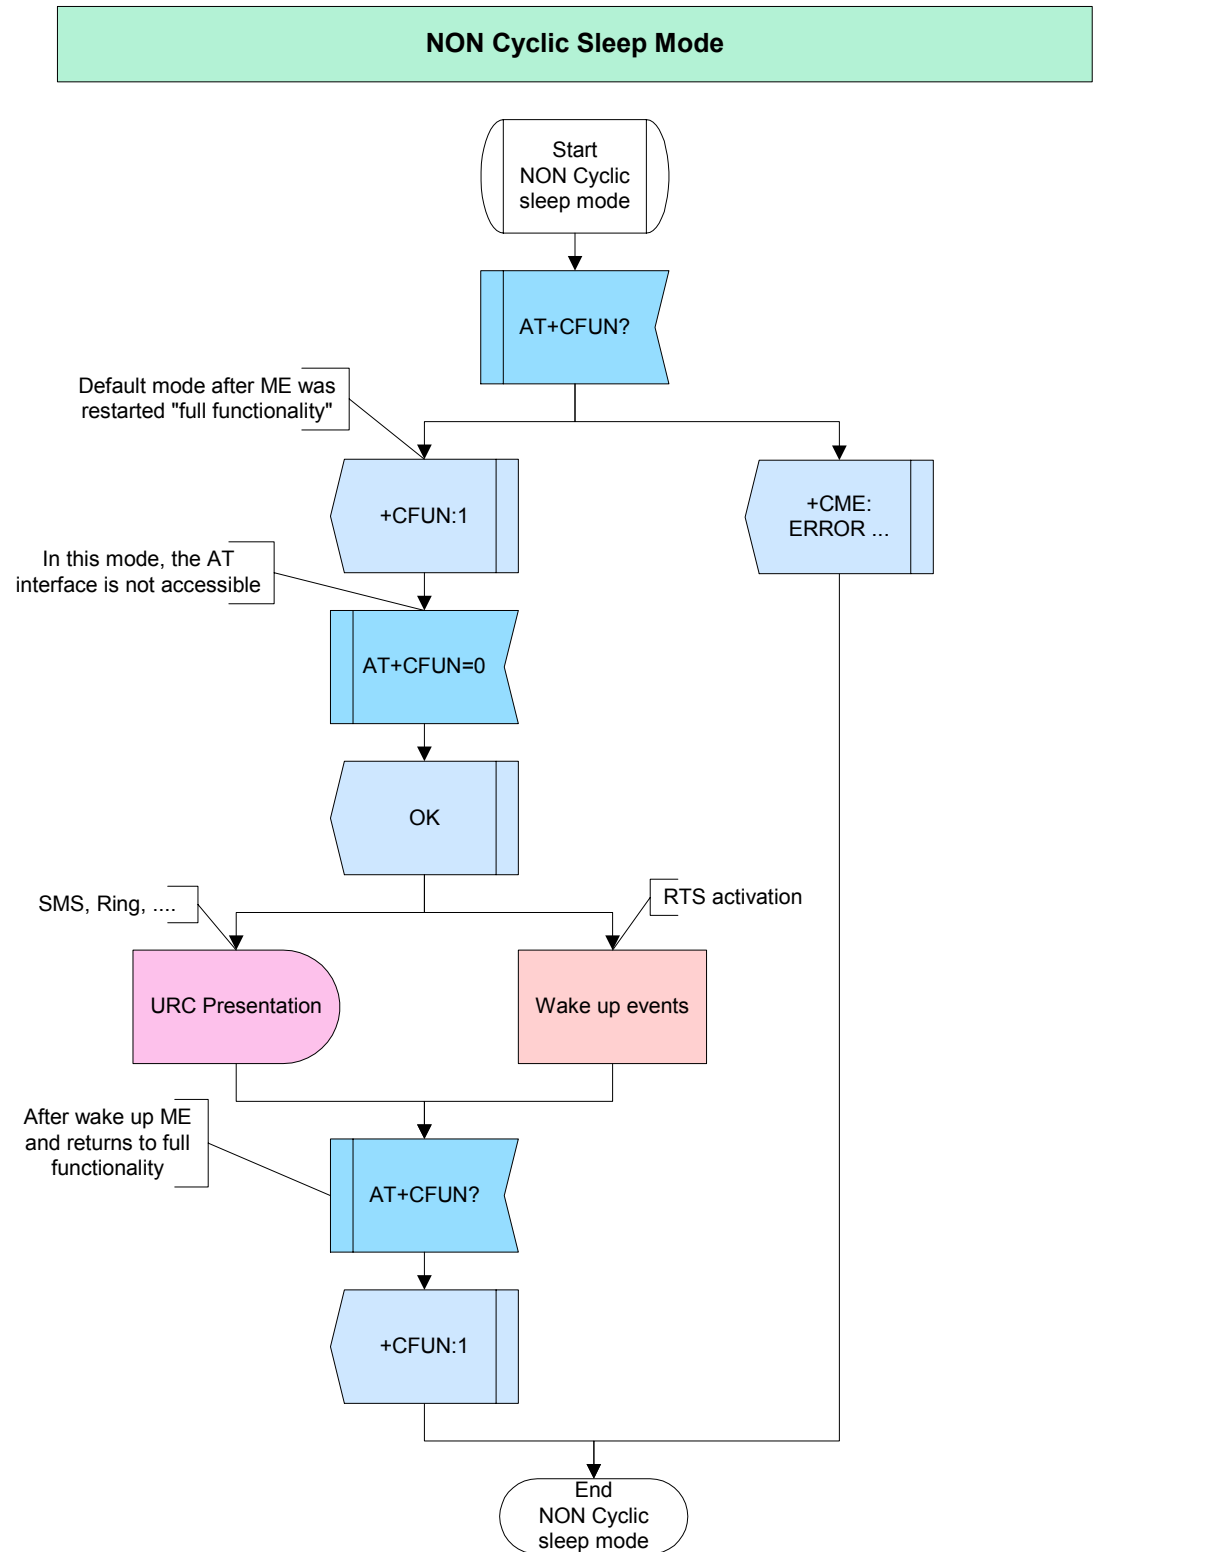 NON Cyclic Sleep Mode
Start
NON Cyclic
sleep mode
AT+CFUN?
Default mode after ME was
restarted "full functionality"
+CFUN:1
+CME:
ERROR ...
In this mode, the AT
interface is not accessible
AT+CFUN=0
OK
SMS, Ring, ....
RTS activation
URC Presentation
Wake up events
After wake up ME
and returns to full
functionality
AT+CFUN?
+CFUN:1
End
NON Cyclic
sleep mode